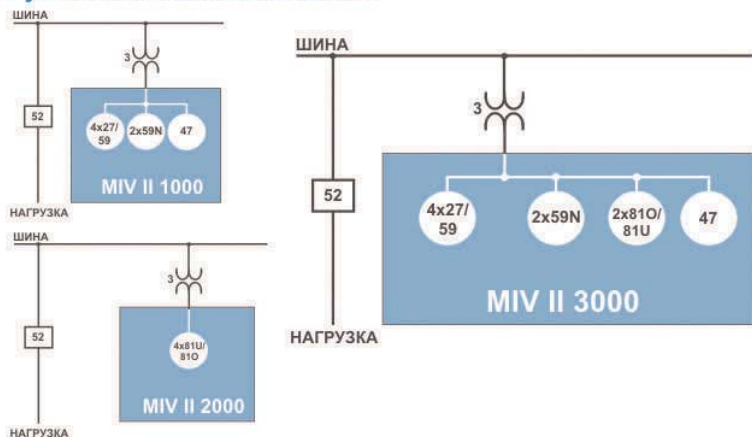 ШИНА
3
52
4x27/
59
2x59N
47
MIV II 1000
НАГРУЗКА
ШИНА
3
52
4x81U/
81O
MIV II 2000
НАГРУЗКА
ШИНА
3
52
4x27/
59
2x59N
2x81O/
81U
47
MIV II 3000
НАГРУЗКА